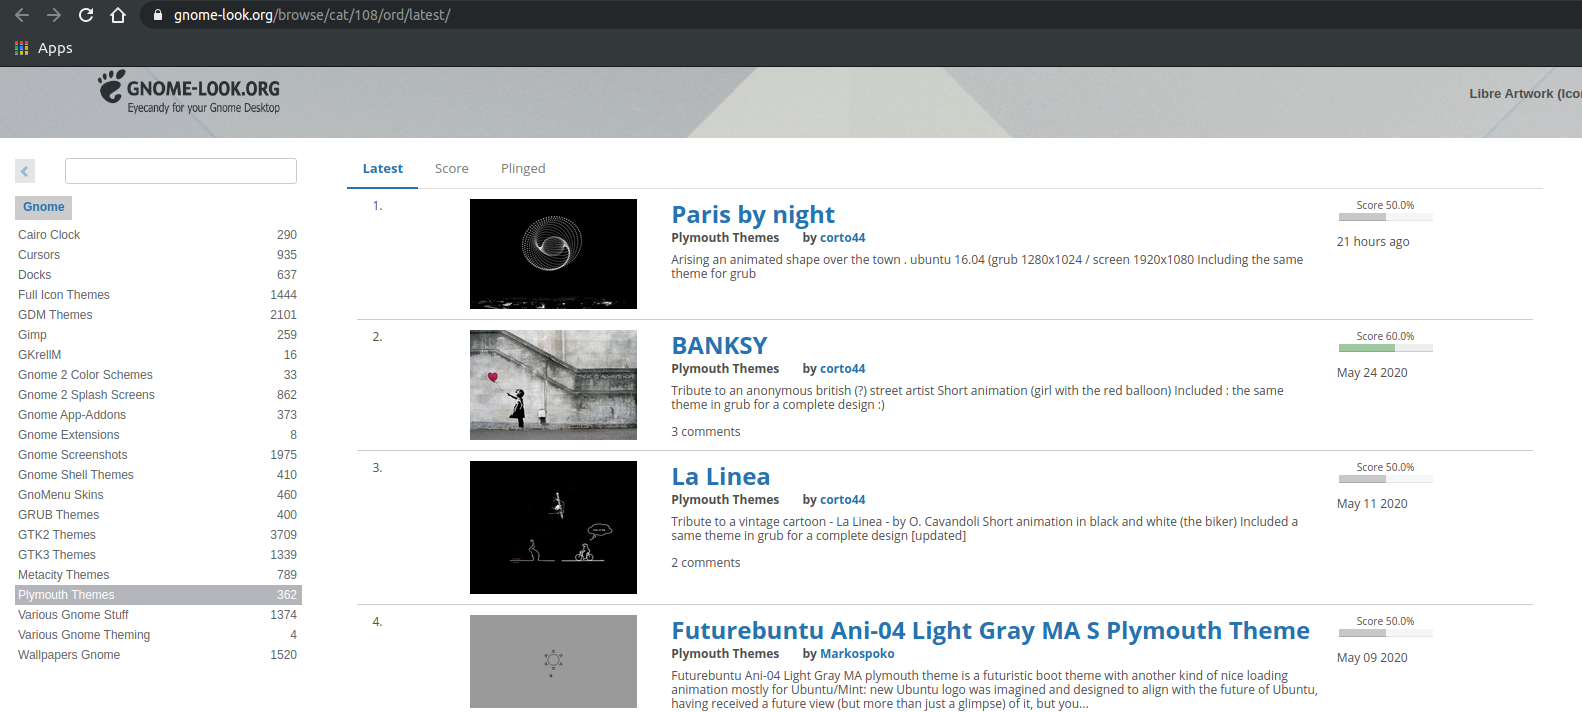 gnome-look.org/browse/cat/108/ord/latest/
Apps
GNOME-LOOK.ORG
Eyecandy for your Gnome Desktop
Libre Artwork (Ico
Gnome
Cairo Clock 290
Cursors 935
Docks 637
Full Icon Themes 1444
GDM Themes 2101
Gimp 259
GKrellM 16
Gnome 2 Color Schemes 33
Gnome 2 Splash Screens 862
Gnome App-Addons 373
Gnome Extensions 8
Gnome Screenshots 1975
Gnome Shell Themes 410
GnoMenu Skins 460
GRUB Themes 400
GTK2 Themes 3709
GTK3 Themes 1339
Metacity Themes 789
Plymouth Themes 362
Various Gnome Stuff 1374
Various Gnome Theming 4
Wallpapers Gnome 1520
Latest Score Plinged
1.
Paris by night
Plymouth Themes by corto44
Arising an animated shape over the town . ubuntu 16.04 (grub 1280x1024 / screen 1920x1080 Including the same
theme for grub
Score 50.0%
21 hours ago
2.
BANKSY
Plymouth Themes by corto44
Tribute to an anonymous british (?) street artist Short animation (girl with the red balloon) Included : the same
theme in grub for a complete design :)
3 comments
Score 60.0%
May 24 2020
3.
La Linea
Plymouth Themes by corto44
Tribute to a vintage cartoon - La Linea - by O. Cavandoli Short animation in black and white (the biker) Included a
same theme in grub for a complete design [updated]
2 comments
Score 50.0%
May 11 2020
4.
Futurebuntu Ani-04 Light Gray MA S Plymouth Theme
Plymouth Themes by Markospoko
Futurebuntu Ani-04 Light Gray MA plymouth theme is a futuristic boot theme with another kind of nice loading
animation mostly for Ubuntu/Mint: new Ubuntu logo was imagined and designed to align with the future of Ubuntu,
having received a future view (but more than just a glimpse) of it, but you...
Score 50.0%
May 09 2020